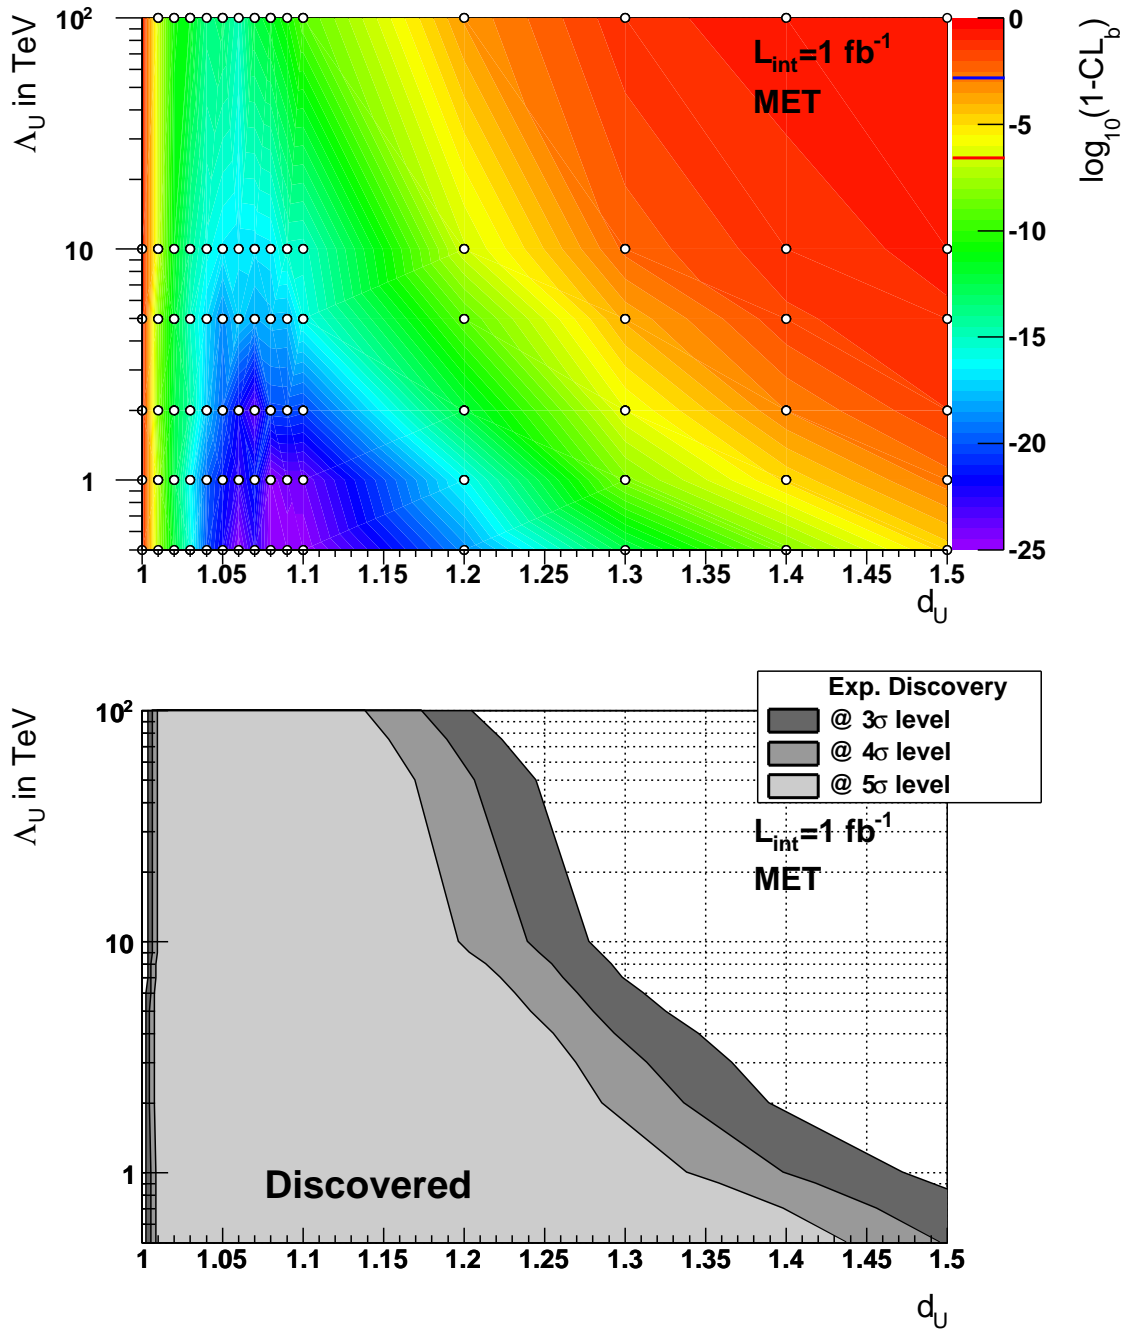 10²
Λ_U in TeV
10
1
L_int=1 fb⁻¹
MET
0
-5
-10
-15
-20
-25
log₁₀(1-CL_b)
1 1.05 1.1 1.15 1.2 1.25 1.3 1.35 1.4 1.45 1.5
d_U
10²
Λ_U in TeV
10
1
Exp. Discovery
@ 3σ level
@ 4σ level
@ 5σ level
L_int=1 fb⁻¹
MET
Discovered
1 1.05 1.1 1.15 1.2 1.25 1.3 1.35 1.4 1.45 1.5
d_U